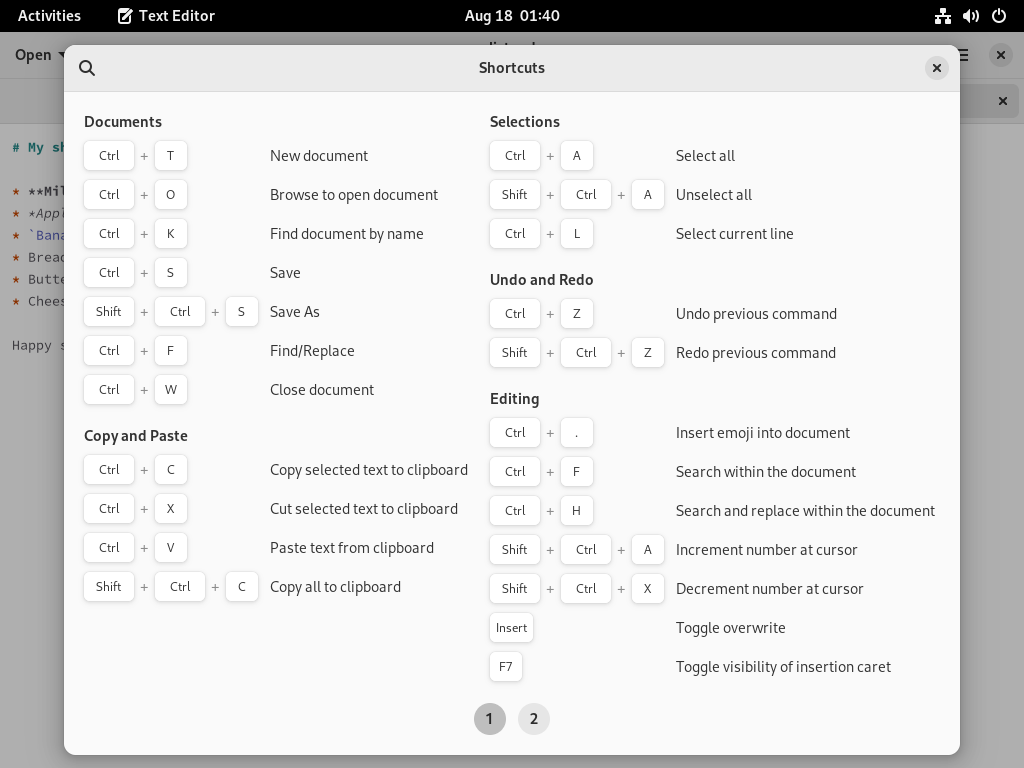 Activities
Text Editor
Aug 18 01:40
Open
Shortcuts
# My sh
* **Mil
* *Appl
* `Bana
* Bread
* Butte
* Chees
Happy s
Documents
Ctrl + T New document
Ctrl + O Browse to open document
Ctrl + K Find document by name
Ctrl + S Save
Shift + Ctrl + S Save As
Ctrl + F Find/Replace
Ctrl + W Close document
Copy and Paste
Ctrl + C Copy selected text to clipboard
Ctrl + X Cut selected text to clipboard
Ctrl + V Paste text from clipboard
Shift + Ctrl + C Copy all to clipboard
Selections
Ctrl + A Select all
Shift + Ctrl + A Unselect all
Ctrl + L Select current line
Undo and Redo
Ctrl + Z Undo previous command
Shift + Ctrl + Z Redo previous command
Editing
Ctrl + . Insert emoji into document
Ctrl + F Search within the document
Ctrl + H Search and replace within the document
Shift + Ctrl + A Increment number at cursor
Shift + Ctrl + X Decrement number at cursor
Insert Toggle overwrite
F7 Toggle visibility of insertion caret
1 2